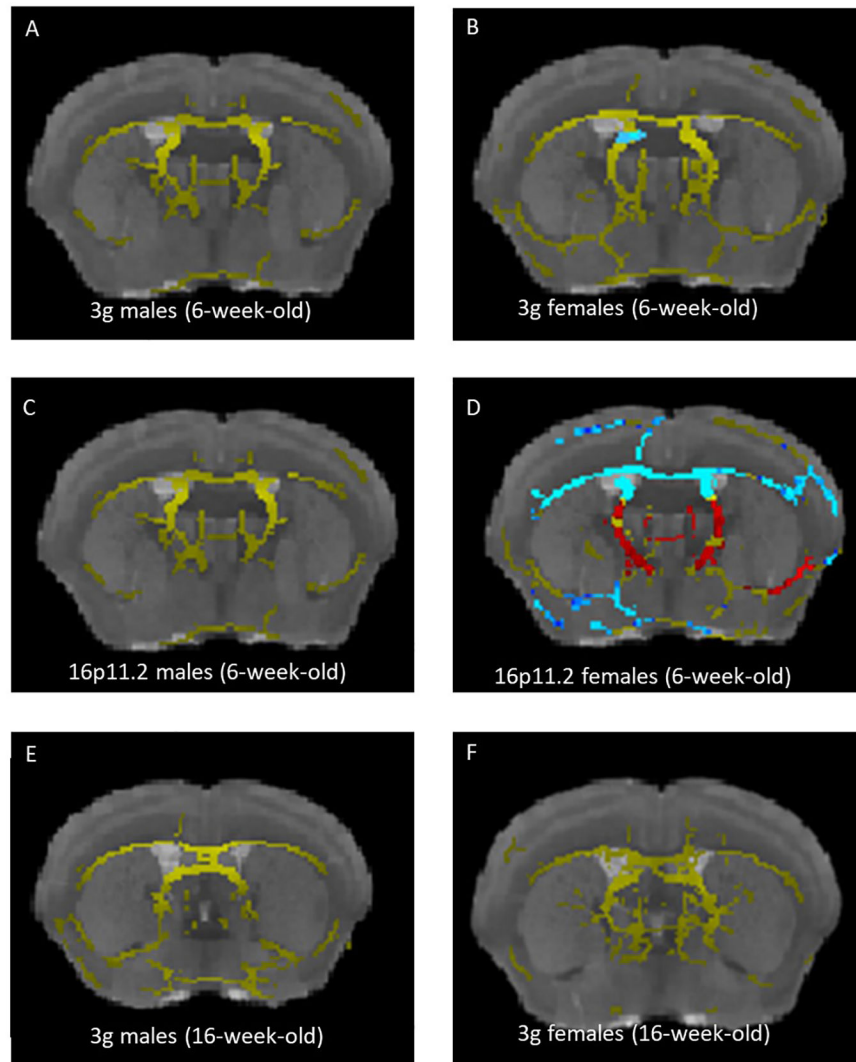 A
B
3g males (6-week-old)
3g females (6-week-old)
C
D
16p11.2 males (6-week-old)
16p11.2 females (6-week-old)
E
F
3g males (16-week-old)
3g females (16-week-old)